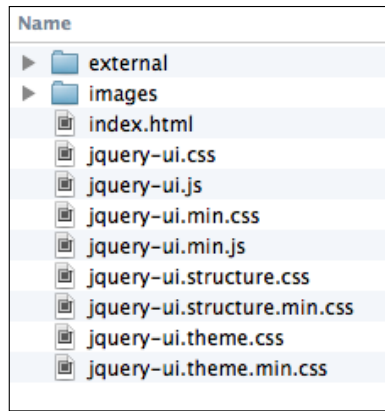 Name
external
images
index.html
jquery-ui.css
jquery-ui.js
jquery-ui.min.css
jquery-ui.min.js
jquery-ui.structure.css
jquery-ui.structure.min.css
jquery-ui.theme.css
jquery-ui.theme.min.css